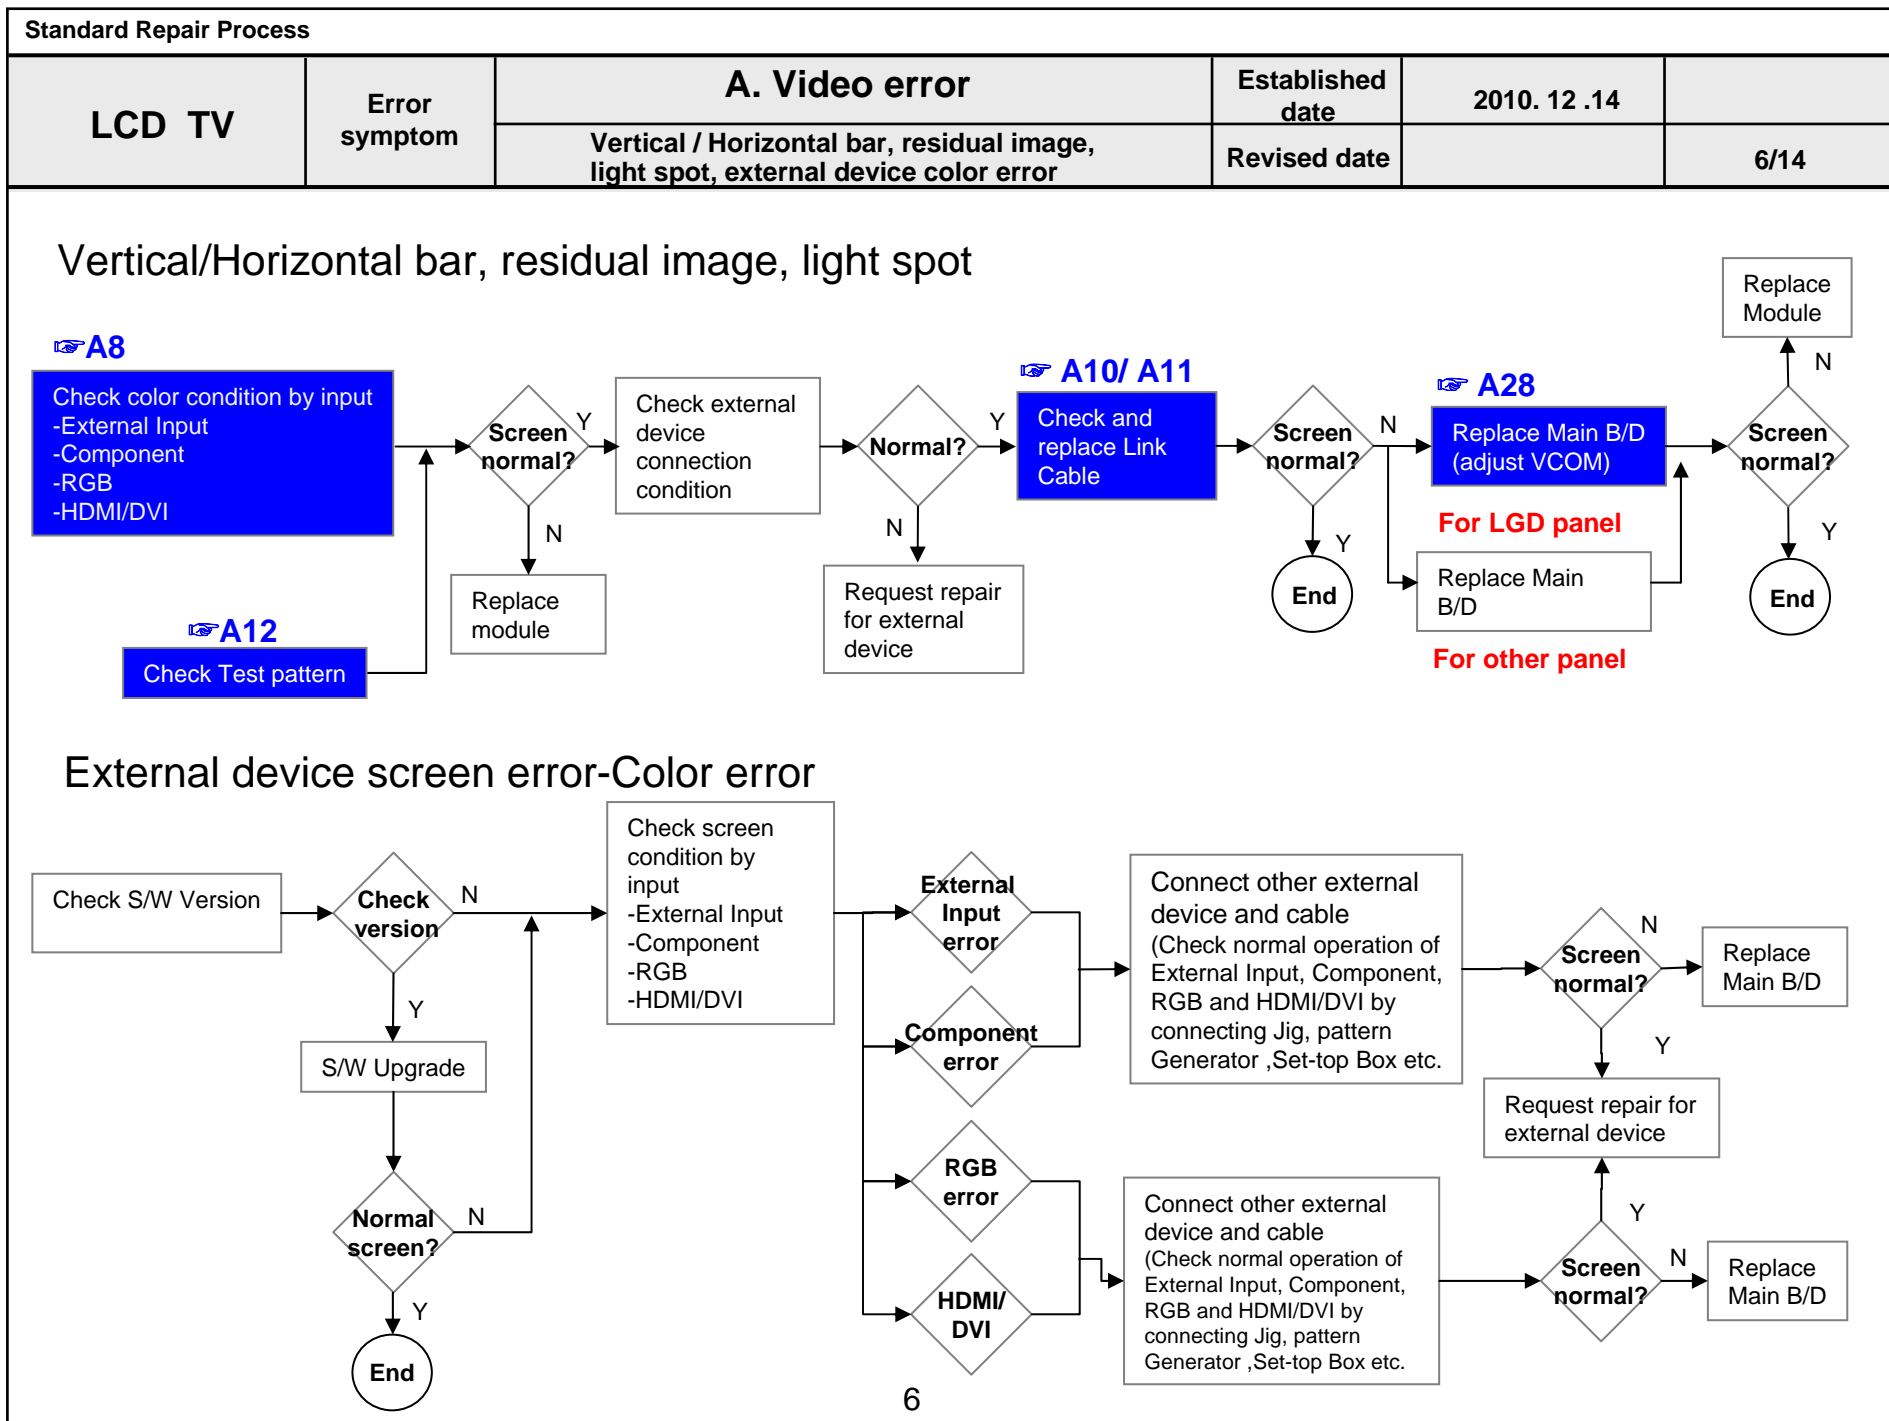 Standard Repair Process
LCD TV
Error
symptom
A. Video error
Vertical / Horizontal bar, residual image,
light spot, external device color error
Established
date
2010. 12 .14
Revised date
6/14
Vertical/Horizontal bar, residual image, light spot
☞A8
Check color condition by input
-External Input
-Component
-RGB
-HDMI/DVI
☞A12
Check Test pattern
Screen
normal?
Y
N
Replace
module
Check external
device
connection
condition
Normal?
Y
N
Request repair
for external
device
☞ A10/ A11
Check and
replace Link
Cable
Screen
normal?
N
Y
End
☞ A28
Replace Main B/D
(adjust VCOM)
For LGD panel
Replace Main
B/D
For other panel
Screen
normal?
N
Replace
Module
Y
End
External device screen error-Color error
Check S/W Version
Check
version
N
Y
S/W Upgrade
Normal
screen?
N
Y
End
Check screen
condition by
input
-External Input
-Component
-RGB
-HDMI/DVI
External
Input
error
Component
error
RGB
error
HDMI/
DVI
Connect other external
device and cable
(Check normal operation of
External Input, Component,
RGB and HDMI/DVI by
connecting Jig, pattern
Generator ,Set-top Box etc.
Screen
normal?
N
Replace
Main B/D
Y
Request repair for
external device
Connect other external
device and cable
(Check normal operation of
External Input, Component,
RGB and HDMI/DVI by
connecting Jig, pattern
Generator ,Set-top Box etc.
Y
Screen
normal?
N
Replace
Main B/D
6